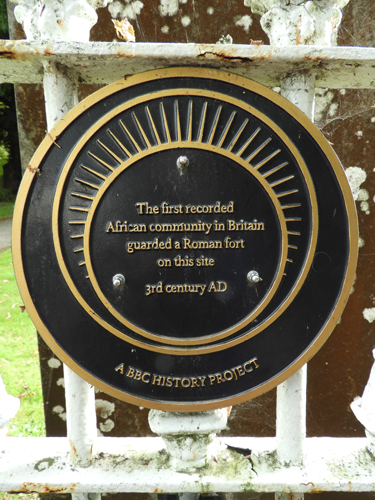 The first recorded
African community in Britain
guarded a Roman fort
on this site
3rd century AD
A BBC HISTORY PROJECT